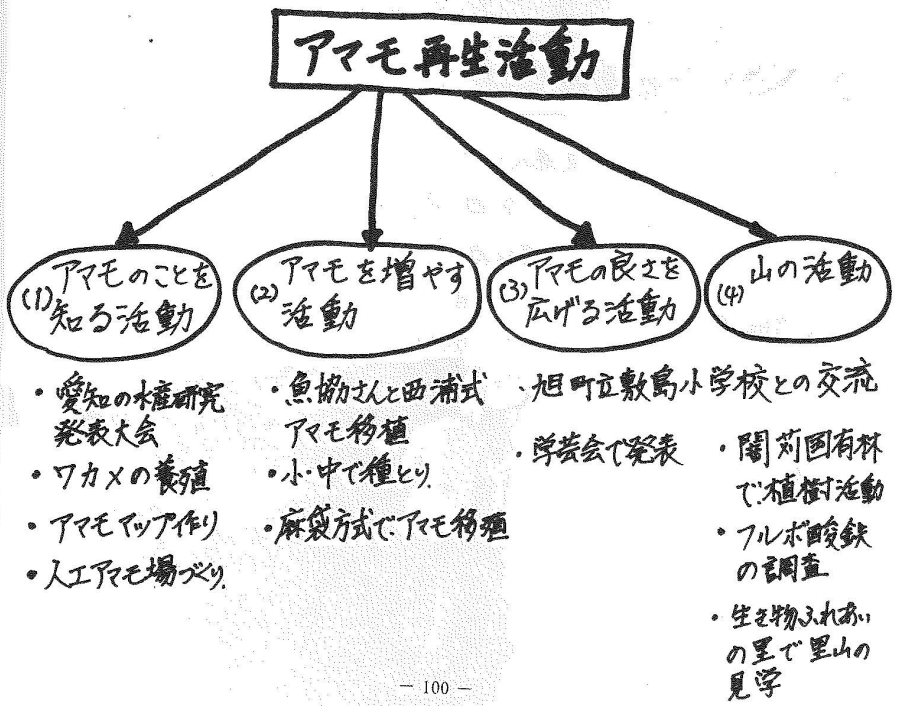 アマモ再生活動
(1)アマモのことを
知る活動
・愛知の水産研究
発表大会
・ワカメの養殖
・アマモマップ作り
・人工アマモ場づくり.
(2)アマモを増やす
活動
・魚協さんと西浦式
アマモ移植
・小・中で種とり.
・麻袋方式でアマモ移殖
(3)アマモの良さを
広げる活動
・旭町立敷島小学校との交流
・学芸会で発表
(4)山の活動
・闇苅国有林
で植樹活動
・フルボ酸鉄
の調査
・生き物ふれあい
の里で里山の
見学
― 100 ―